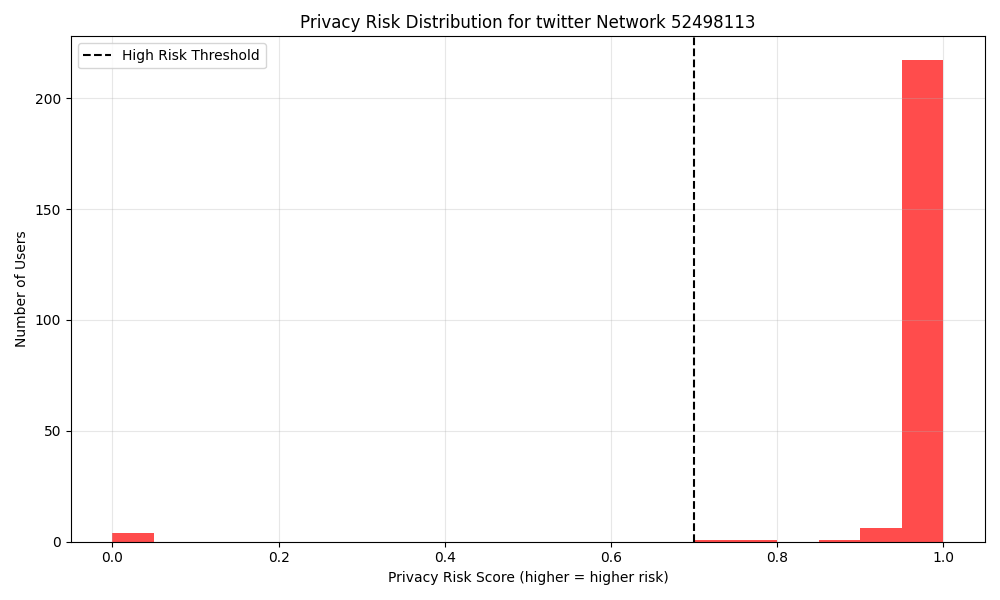 Privacy Risk Distribution for twitter Network 52498113
High Risk Threshold
Number of Users
200
150
100
50
0
0.0 0.2 0.4 0.6 0.8 1.0
Privacy Risk Score (higher = higher risk)